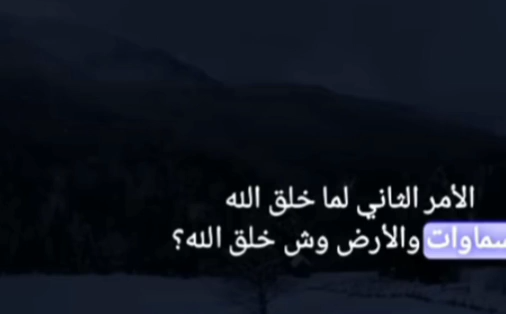 الأمر الثاني لما خلق الله
سماوات والأرض وش خلق الله؟